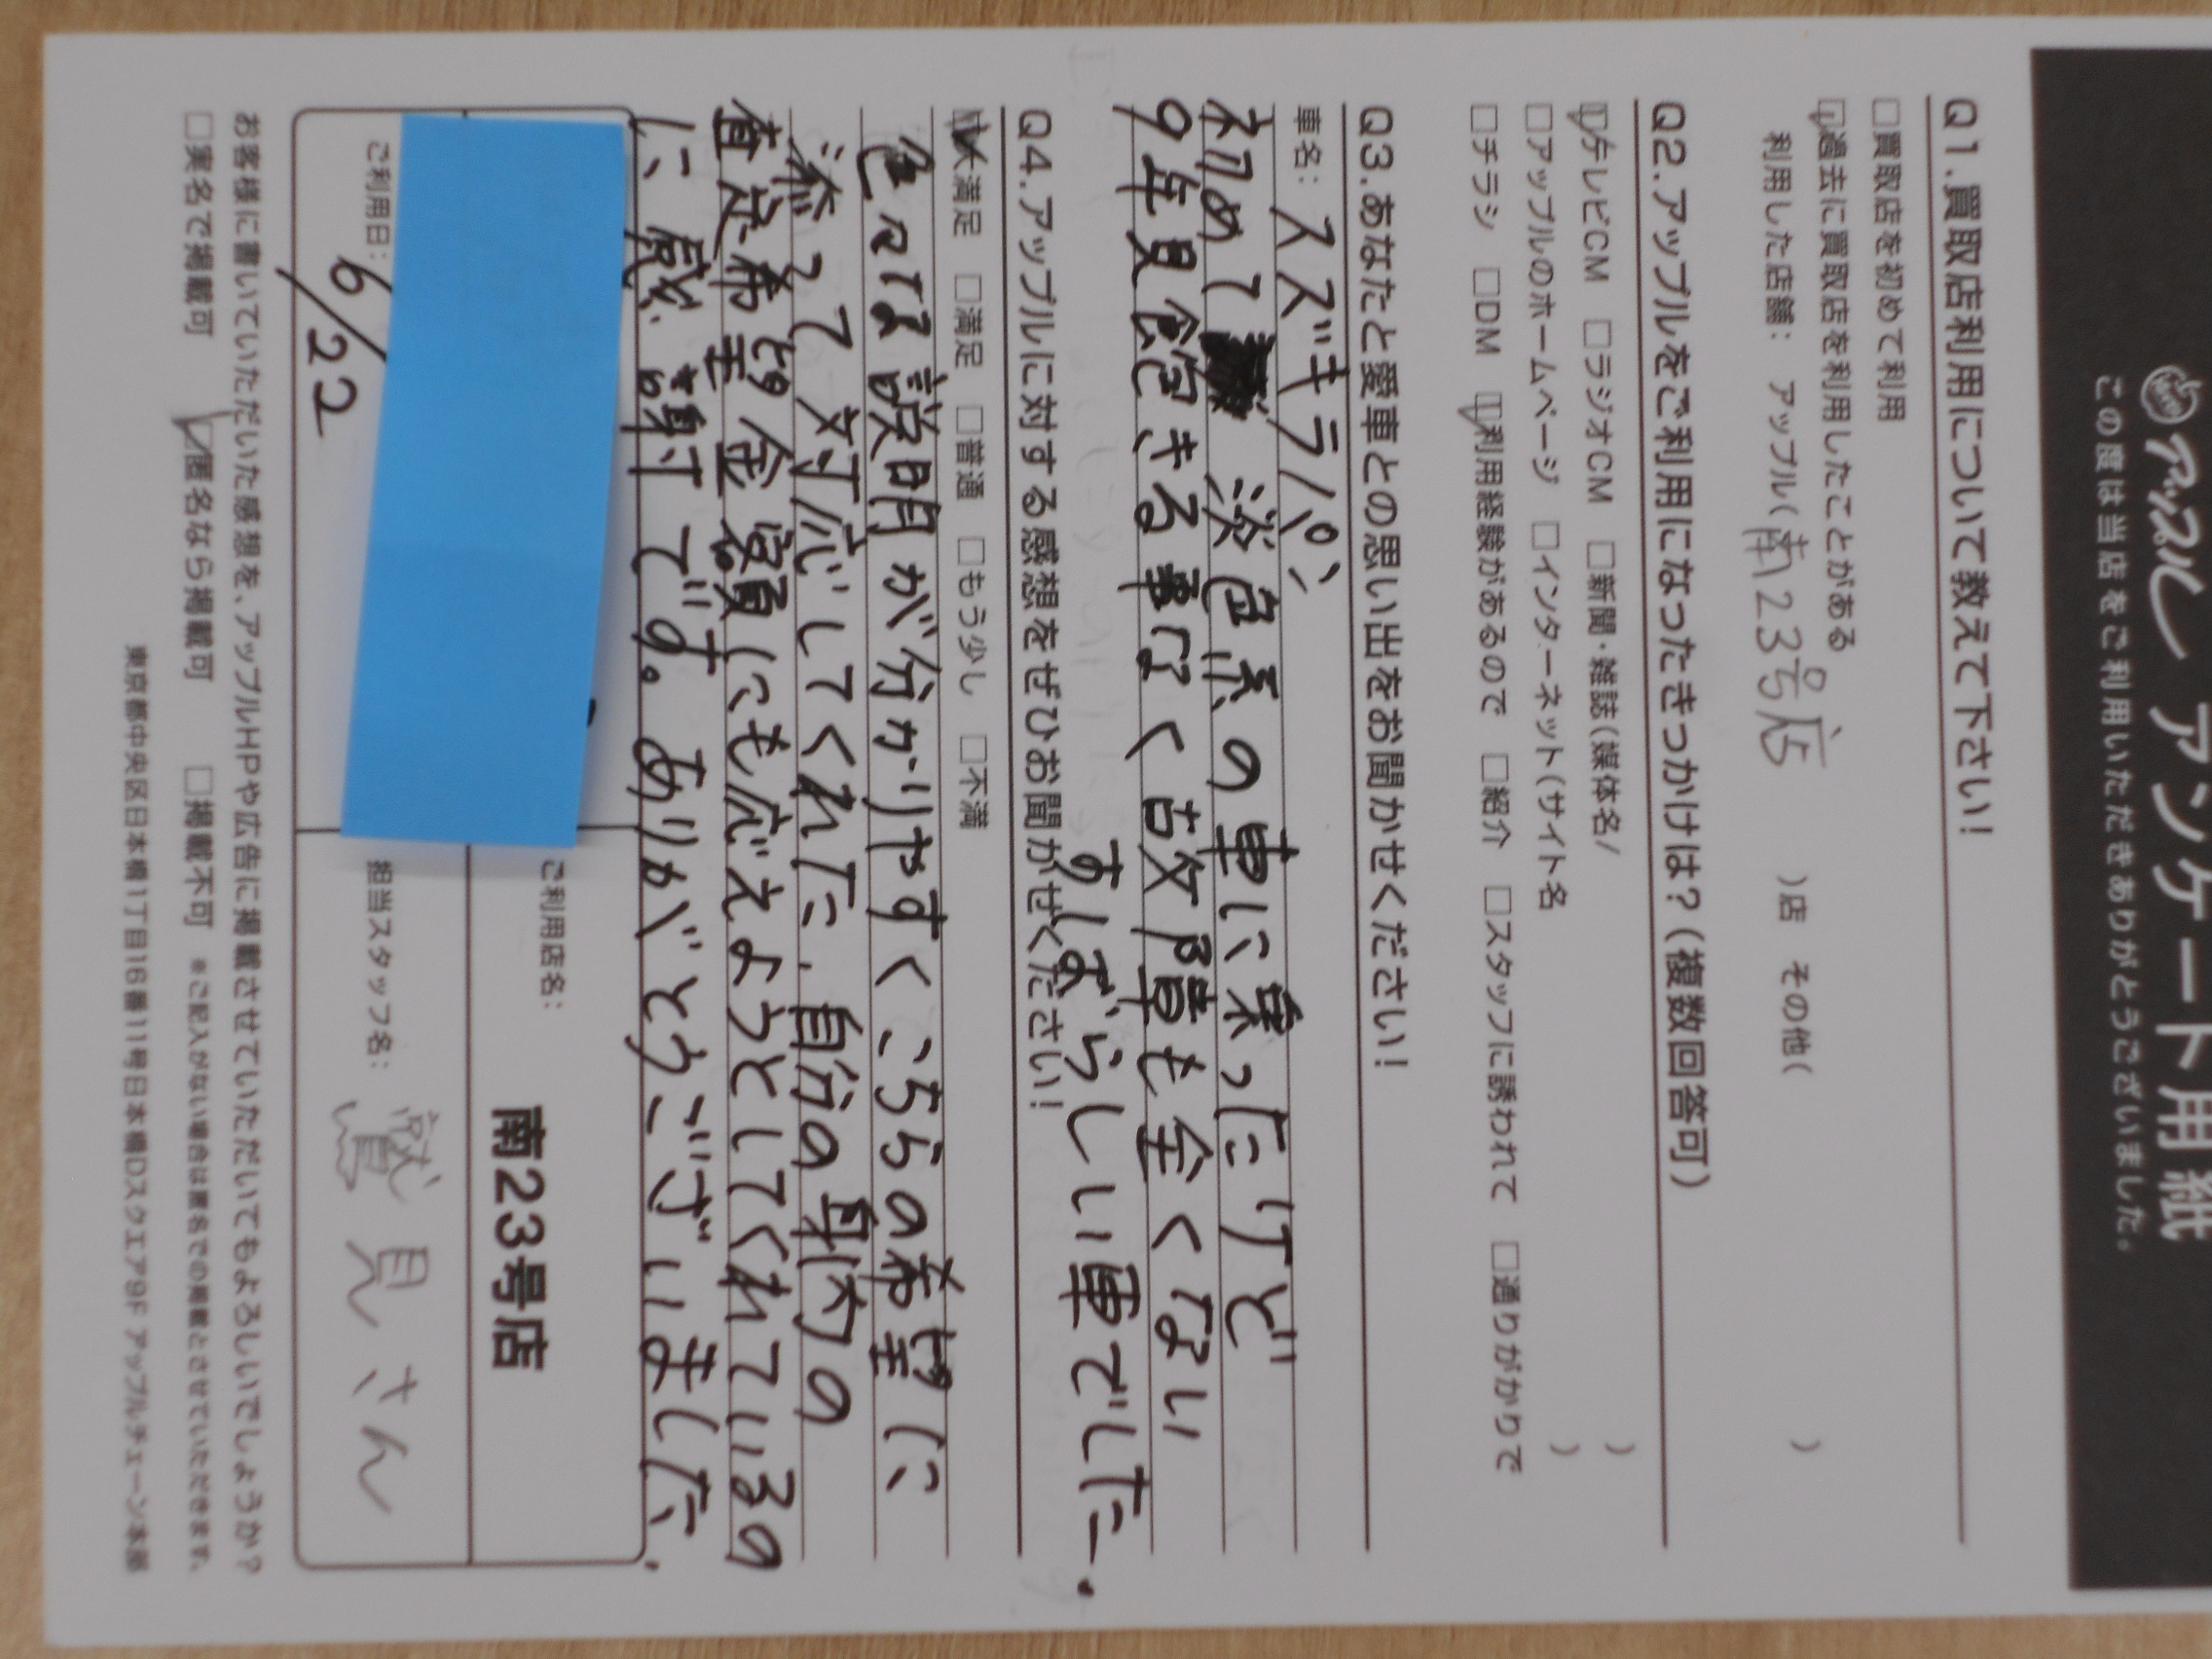 アップル アンケート用紙
この度は当店をご利用いただきありがとうございました。
Q1.買取店利用について教えて下さい!
□買取店を初めて利用
☑過去に買取店を利用したことがある
利用した店舗: アップル(南23号店 )店 その他( )
Q2.アップルをご利用になったきっかけは?(複数回答可)
☑テレビCM □ラジオCM □新聞・雑誌(媒体名/ )
□アップルのホームページ □インターネット(サイト名 )
□チラシ □DM ☑利用経験があるので □紹介 □スタッフに誘われて □通りがかりで
Q3.あなたと愛車との思い出をお聞かせください!
車名: スズキラパン
初めて 淡色系の車に乗ったけど
9年間飽きる事なく故障も全くない
すばらしい車でした.
Q4.アップルに対する感想をぜひお聞かせください!
☑大満足 □満足 □普通 □もう少し □不満
色々な説明が分かりやすくこちらの希望に
添って対応してくれた. 自分の身内の
査定希望金額にも応えようとしてくれているの
に感謝です。ありがとうございました.
ご利用店名: 南23号店
ご利用日: 6/22
担当スタッフ名: 鷲見さん
お客様に書いていただいた感想を、アップルHPや広告に掲載させていただいてもよろしいでしょうか?
□実名で掲載可 ☑匿名なら掲載可 □掲載不可 ※ご記入がない場合は匿名での掲載とさせていただきます。
東京都中央区日本橋1丁目16番11号日本橋Dスクエア9F アップルチェーン本部